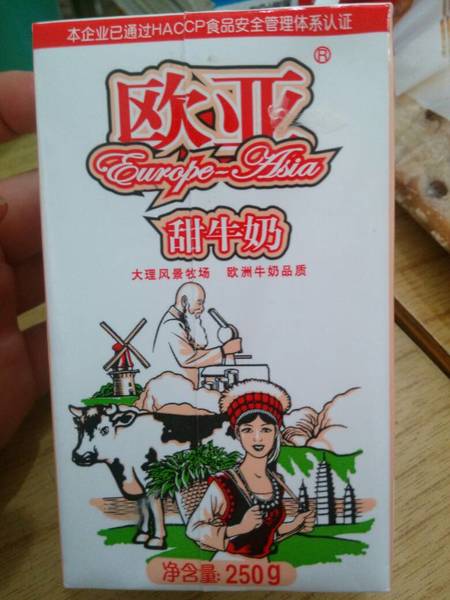 本企业已通过HACCP食品安全管理体系认证
欧亚®
Europe-Asia
甜牛奶
大理风景牧场 欧洲牛奶品质
净含量:250g